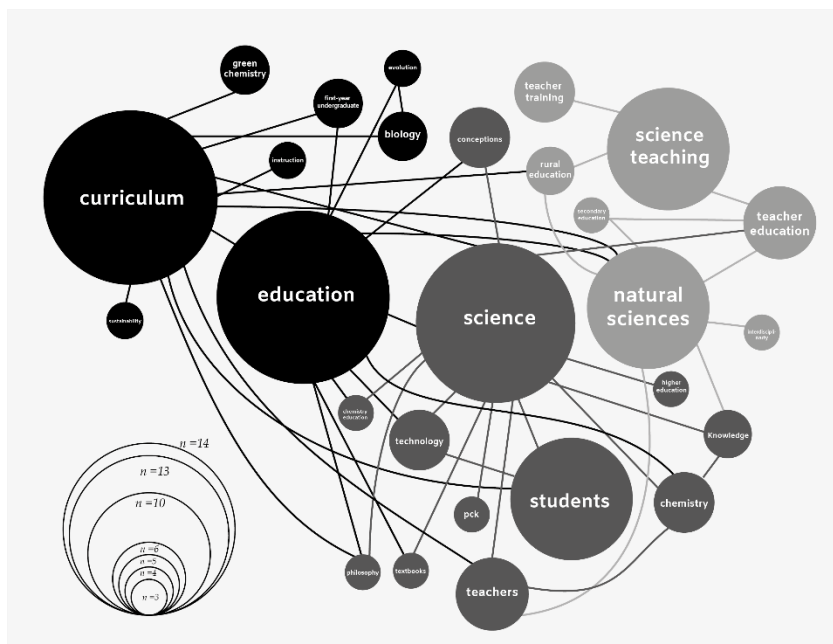 green
chemistry
evolution
first-year
undergraduate
biology
conceptions
teacher
training
science
teaching
instruction
rural
education
curriculum
secondary
education
teacher
education
education
science
natural
sciences
sustainability
interdiscipli
nary
higher
education
chemistry
education
technology
Knowledge
students
chemistry
pck
philosophy
textbooks
teachers
n =14
n =13
n =10
n =6
n =5
n =4
n =3